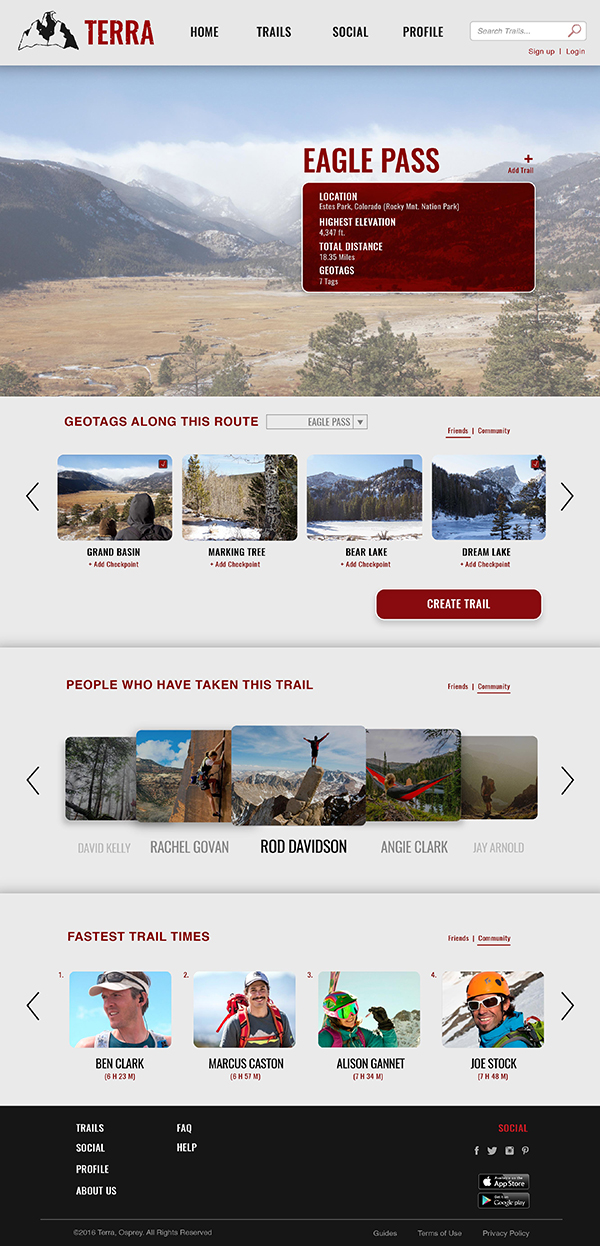 TERRA
HOME
TRAILS
SOCIAL
PROFILE
Search Trails...
Sign up | Login
EAGLE PASS
+
Add Trail
LOCATION
Estes Park, Colorado (Rocky Mnt. Nation Park)
HIGHEST ELEVATION
4,347 ft.
TOTAL DISTANCE
18.35 Miles
GEOTAGS
7 Tags
GEOTAGS ALONG THIS ROUTE
EAGLE PASS
Friends | Community
GRAND BASIN
+ Add Checkpoint
MARKING TREE
+ Add Checkpoint
BEAR LAKE
+ Add Checkpoint
DREAM LAKE
+ Add Checkpoint
CREATE TRAIL
PEOPLE WHO HAVE TAKEN THIS TRAIL
Friends | Community
DAVID KELLY
RACHEL GOVAN
ROD DAVIDSON
ANGIE CLARK
JAY ARNOLD
FASTEST TRAIL TIMES
Friends | Community
1.
2.
3.
4.
BEN CLARK
(6 H 23 M)
MARCUS CASTON
(6 H 57 M)
ALISON GANNET
(7 H 34 M)
JOE STOCK
(7 H 48 M)
TRAILS
SOCIAL
PROFILE
ABOUT US
FAQ
HELP
SOCIAL
Available on the
App Store
Get it on
Google play
©2016 Terra, Osprey. All Rights Reserved
Guides
Terms of Use
Privacy Policy